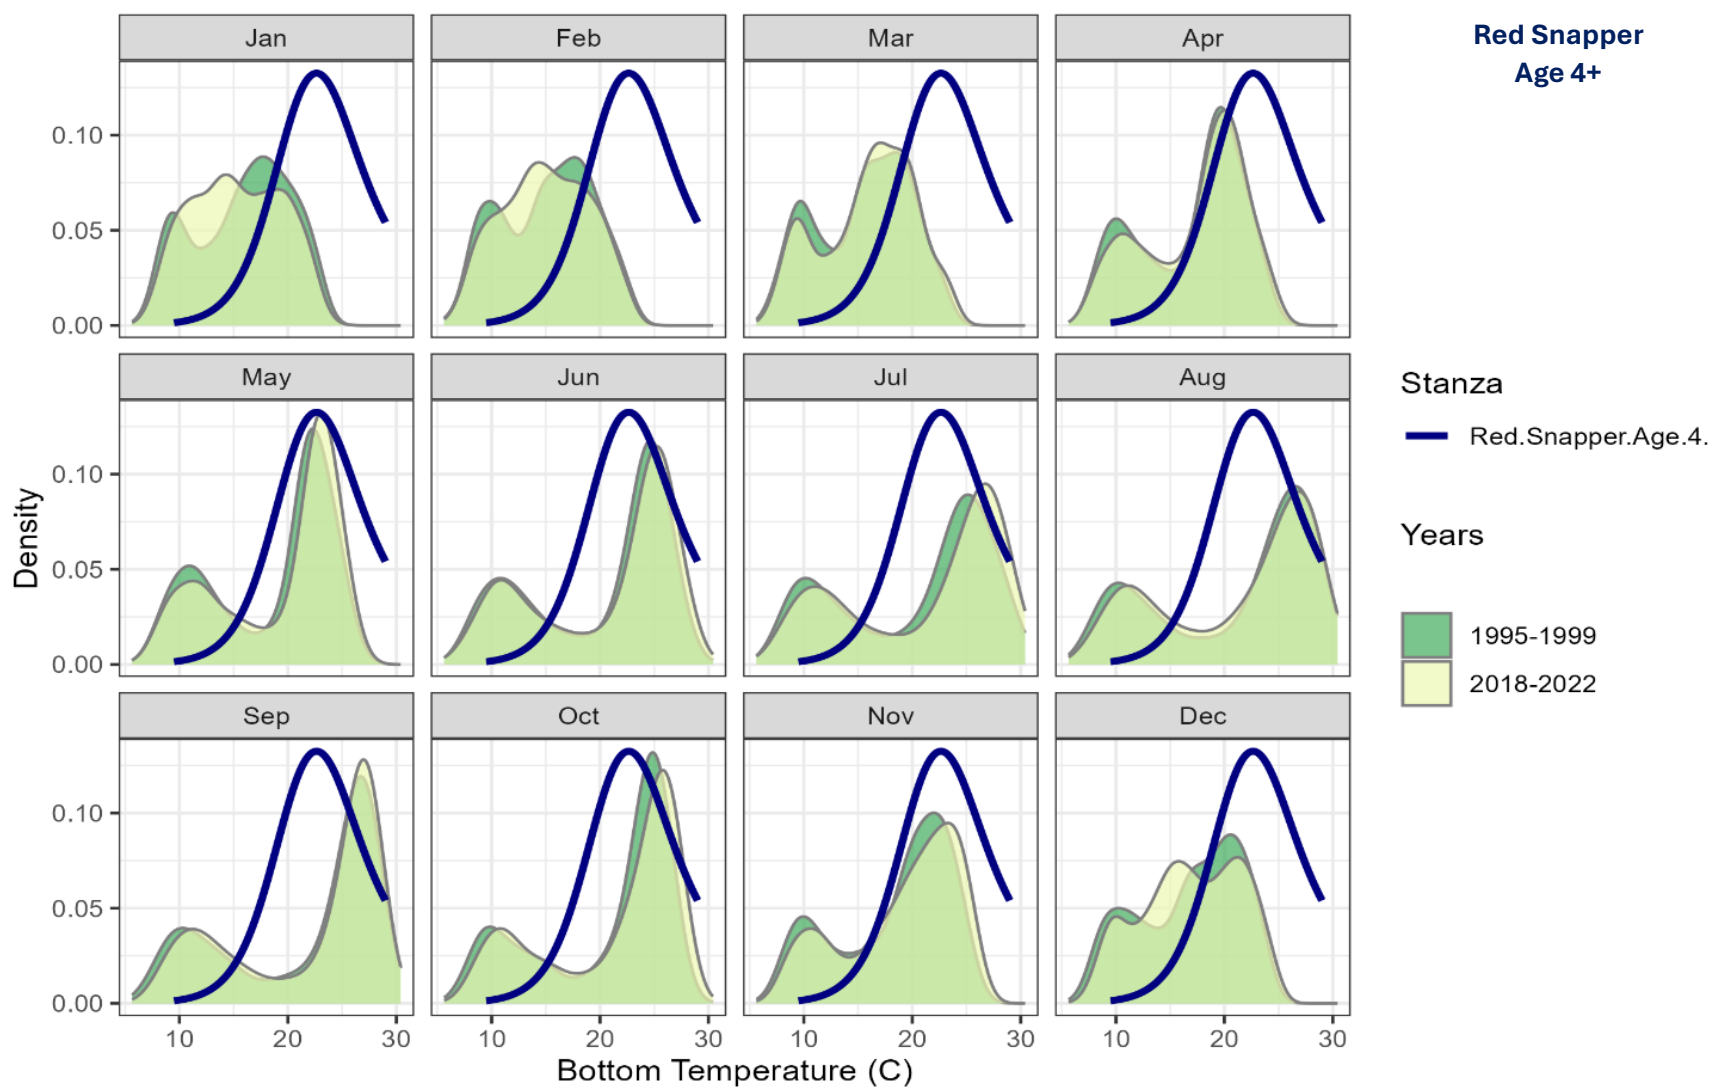 Jan Feb Mar Apr
Red Snapper
Age 4+
0.10
0.05
0.00
May Jun Jul Aug
0.10
0.05
0.00
Sep Oct Nov Dec
0.10
0.05
0.00
10 20 30 10 20 30 10 20 30 10 20 30
Bottom Temperature (C)
Density
Stanza
Red.Snapper.Age.4.
Years
1995-1999
2018-2022